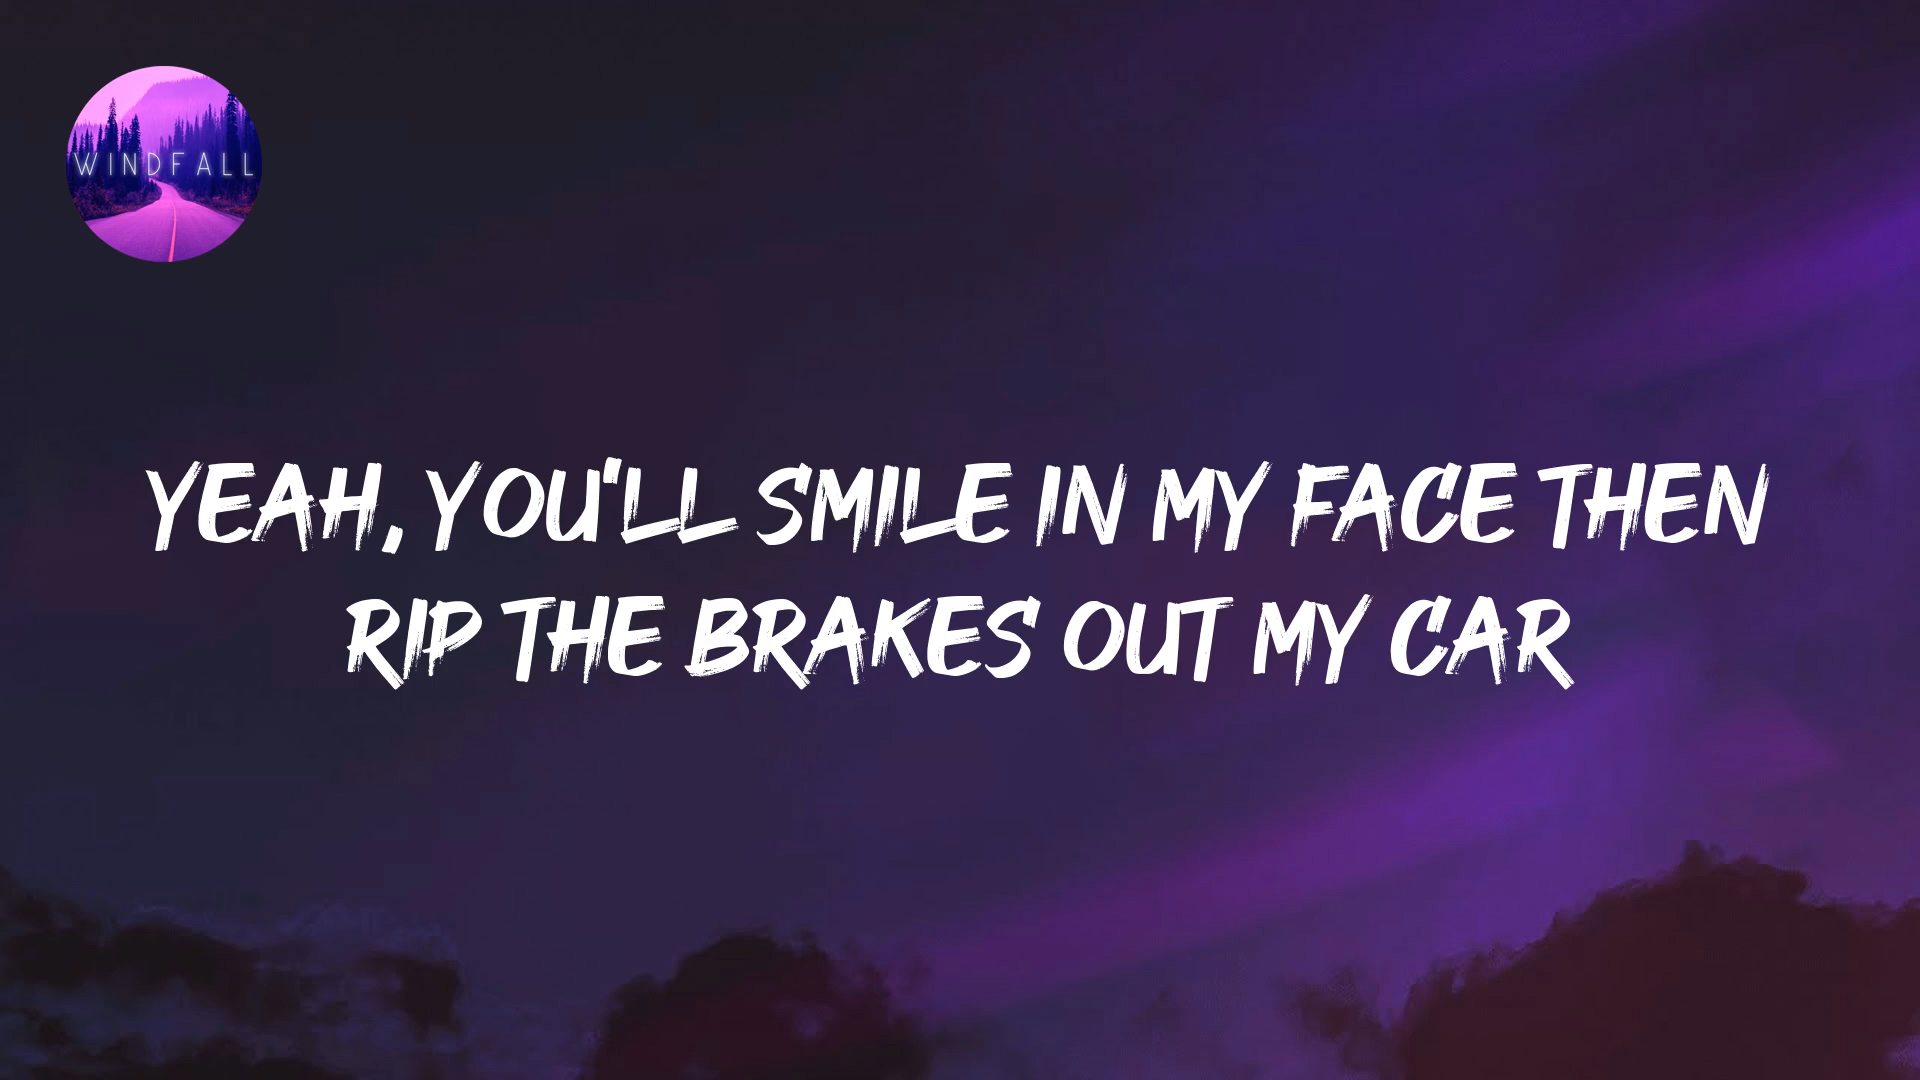 WINDFALL
YEAH, YOU'LL SMILE IN MY FACE THEN
RIP THE BRAKES OUT MY CAR